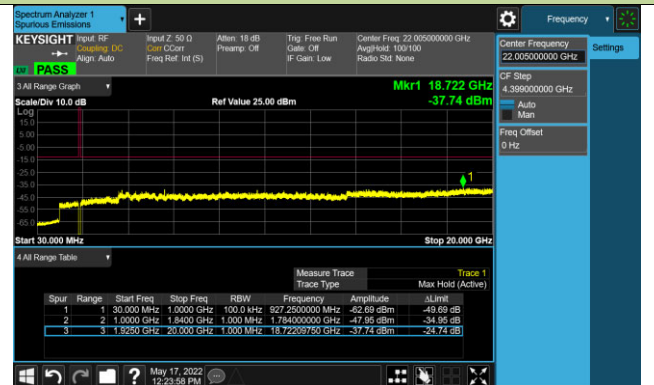 Spectrum Analyzer 1
Spurious Emissions
+
Frequency
KEYSIGHT
Input: RF
Coupling: DC
Align: Auto
Input Z: 50 Ω
Corr CCorr
Freq Ref: Int (S)
Atten: 18 dB
Preamp: Off
Trig: Free Run
Gate: Off
IF Gain: Low
Center Freq: 22.005000000 GHz
Avg|Hold: 100/100
Radio Std: None
LXI
PASS
Center Frequency
22.005000000 GHz
Settings
CF Step
4.399000000 GHz
Auto
Man
Freq Offset
0 Hz
3 All Range Graph
Mkr1 18.722 GHz
Scale/Div 10.0 dB
Ref Value 25.00 dBm
-37.74 dBm
Log
15.0
5.00
-5.00
-15.0
-25.0
-35.0
-45.0
-55.0
-65.0
1
Start 30.000 MHz
Stop 20.000 GHz
4 All Range Table
Measure Trace Trace 1
Trace Type Max Hold (Active)
Spur Range Start Freq Stop Freq RBW Frequency Amplitude ΔLimit
1 1 30.000 MHz 1.0000 GHz 100.0 kHz 927.2500000 MHz -62.69 dBm -49.69 dB
2 2 1.0000 GHz 1.8400 GHz 1.000 MHz 1.784000000 GHz -47.95 dBm -34.95 dB
3 3 1.9250 GHz 20.000 GHz 1.000 MHz 18.72209750 GHz -37.74 dBm -24.74 dB
?
May 17, 2022
12:23:58 PM